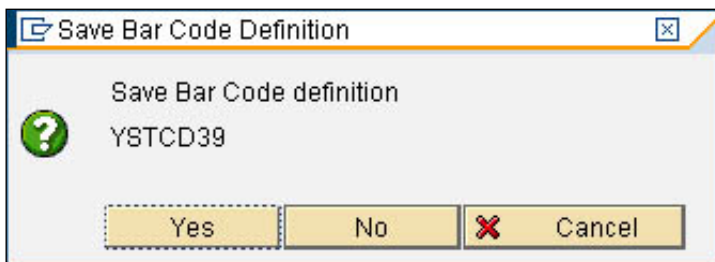 Save Bar Code Definition
Save Bar Code definition
YSTCD39
Yes No Cancel